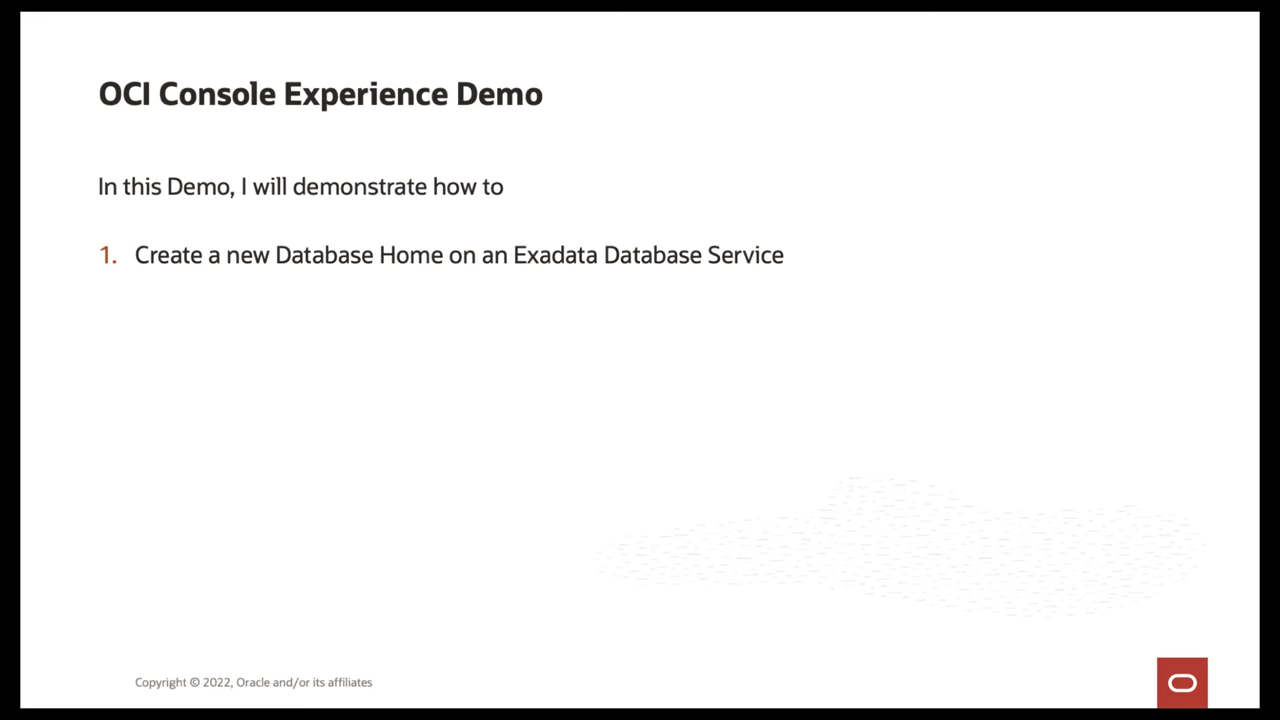 OCI Console Experience Demo
In this Demo, I will demonstrate how to
1. Create a new Database Home on an Exadata Database Service
Copyright © 2022, Oracle and/or its affiliates